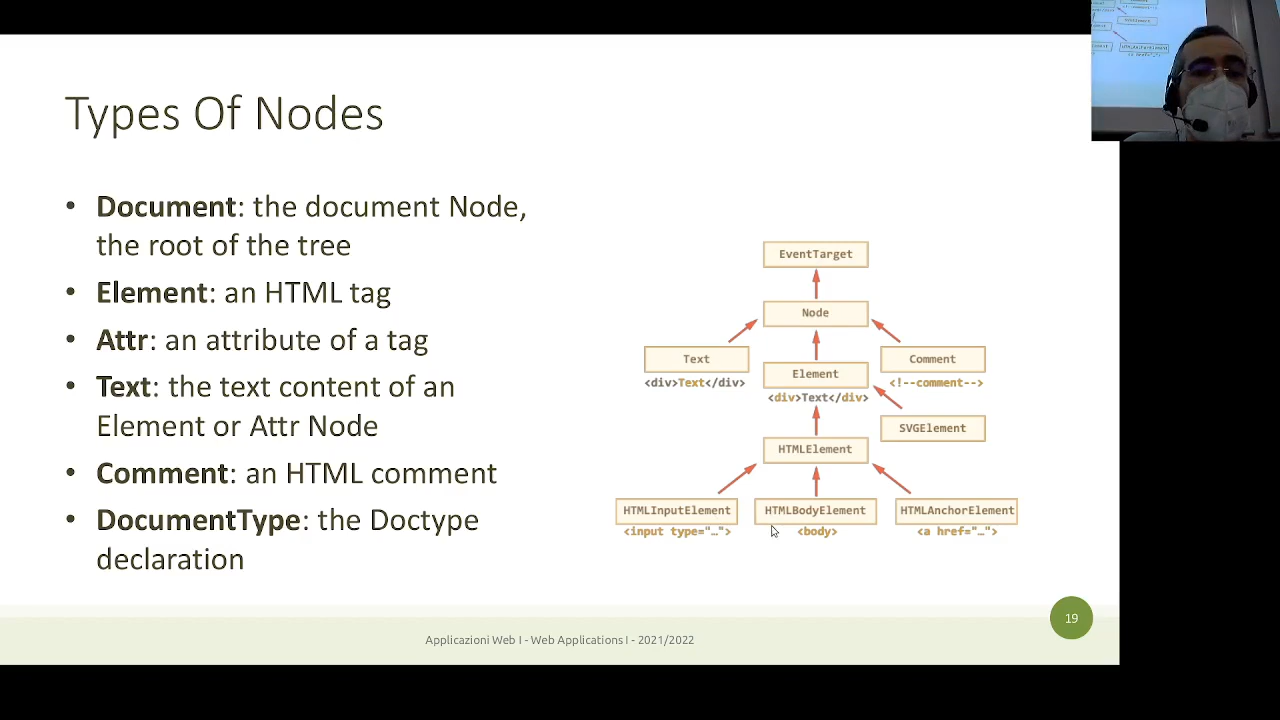 Types Of Nodes
• Document: the document Node,
the root of the tree
• Element: an HTML tag
• Attr: an attribute of a tag
• Text: the text content of an
Element or Attr Node
• Comment: an HTML comment
• DocumentType: the Doctype
declaration
EventTarget
Node
Text
Element
Comment
<div>Text</div>
<div>Text</div>
<!--comment-->
SVGElement
HTMLElement
HTMLInputElement
HTMLBodyElement
HTMLAnchorElement
<input type="…">
<body>
<a href="…">
Applicazioni Web I - Web Applications I - 2021/2022
19